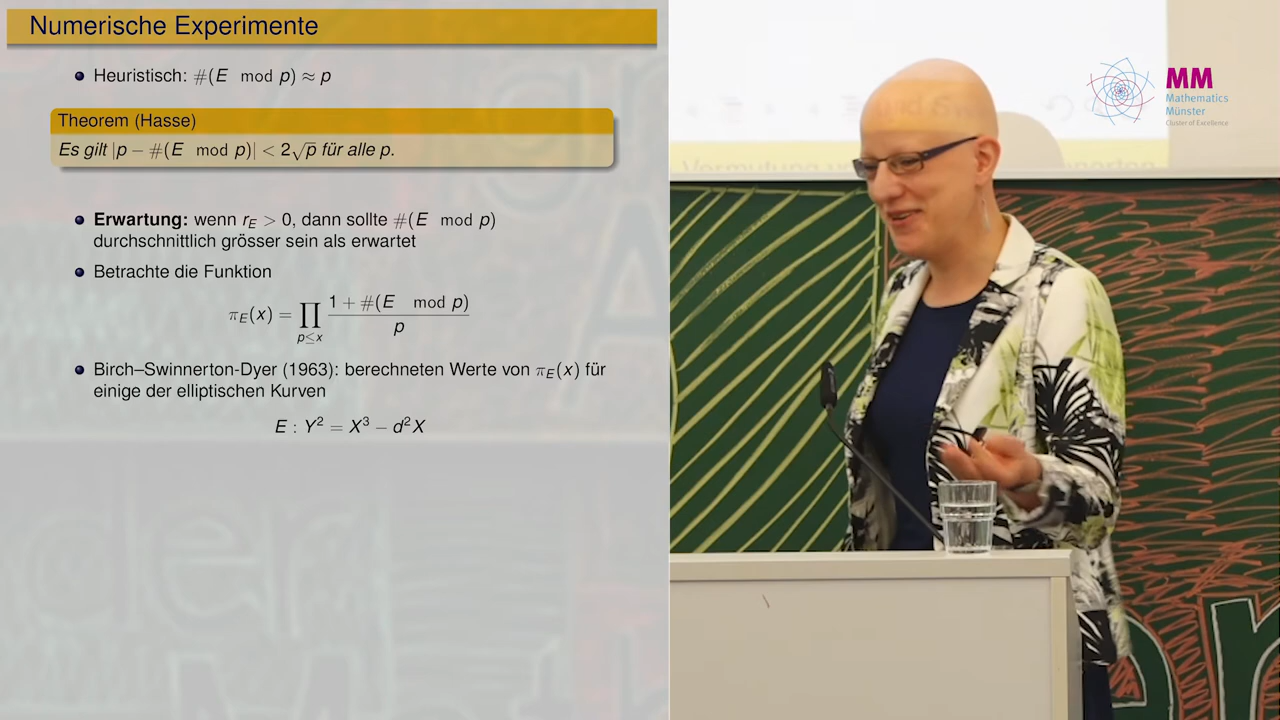 Numerische Experimente
Heuristisch: #(E mod p) ≈ p
Theorem (Hasse)
Es gilt |p − #(E mod p)| < 2√p für alle p.
Erwartung: wenn r_E > 0, dann sollte #(E mod p)
durchschnittlich grösser sein als erwartet
Betrachte die Funktion
π_E(x) = ∏_{p≤x} (1 + #(E mod p)) / p
Birch–Swinnerton-Dyer (1963): berechneten Werte von π_E(x) für
einige der elliptischen Kurven
E : Y² = X³ − d²X
MM
Mathematics
Münster
Cluster of Excellence